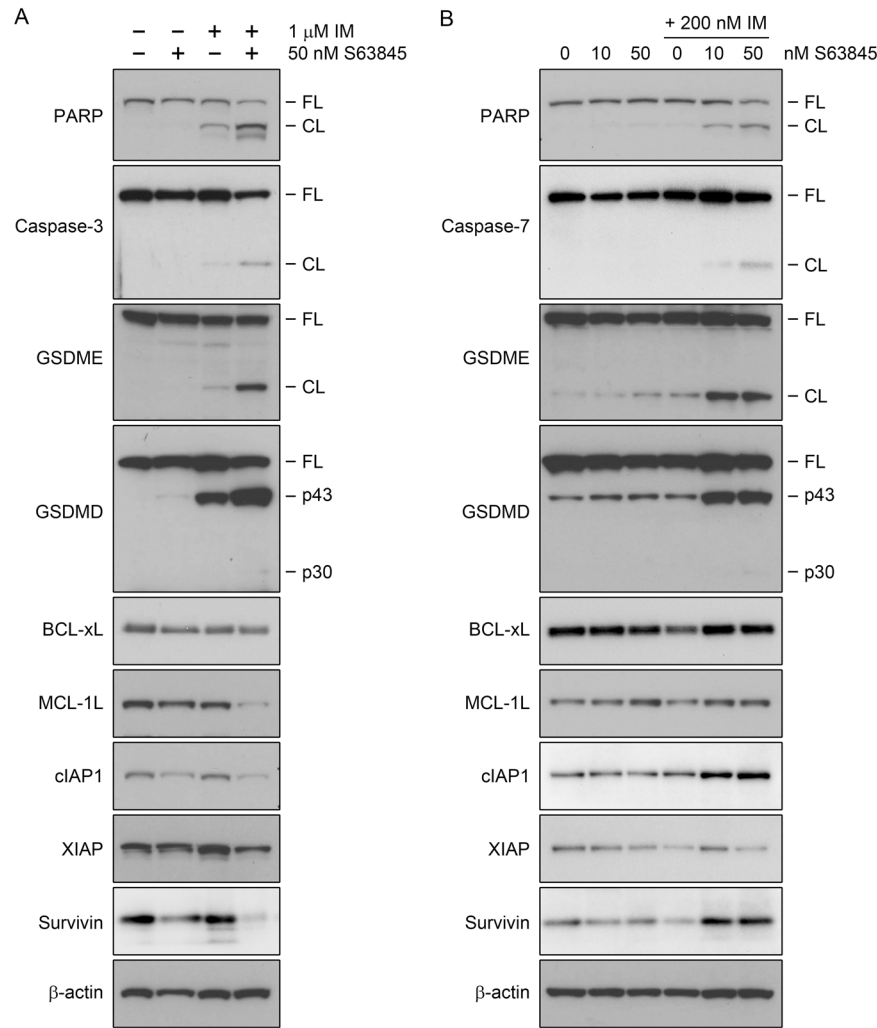 A
− − + + 1 μM IM
− + − + 50 nM S63845
PARP
– FL
– CL
Caspase-3
– FL
– CL
GSDME
– FL
– CL
GSDMD
– FL
– p43
– p30
BCL-xL
MCL-1L
cIAP1
XIAP
Survivin
β-actin
B
+ 200 nM IM
0 10 50 0 10 50 nM S63845
PARP
– FL
– CL
Caspase-7
– FL
– CL
GSDME
– FL
– CL
GSDMD
– FL
– p43
– p30
BCL-xL
MCL-1L
cIAP1
XIAP
Survivin
β-actin